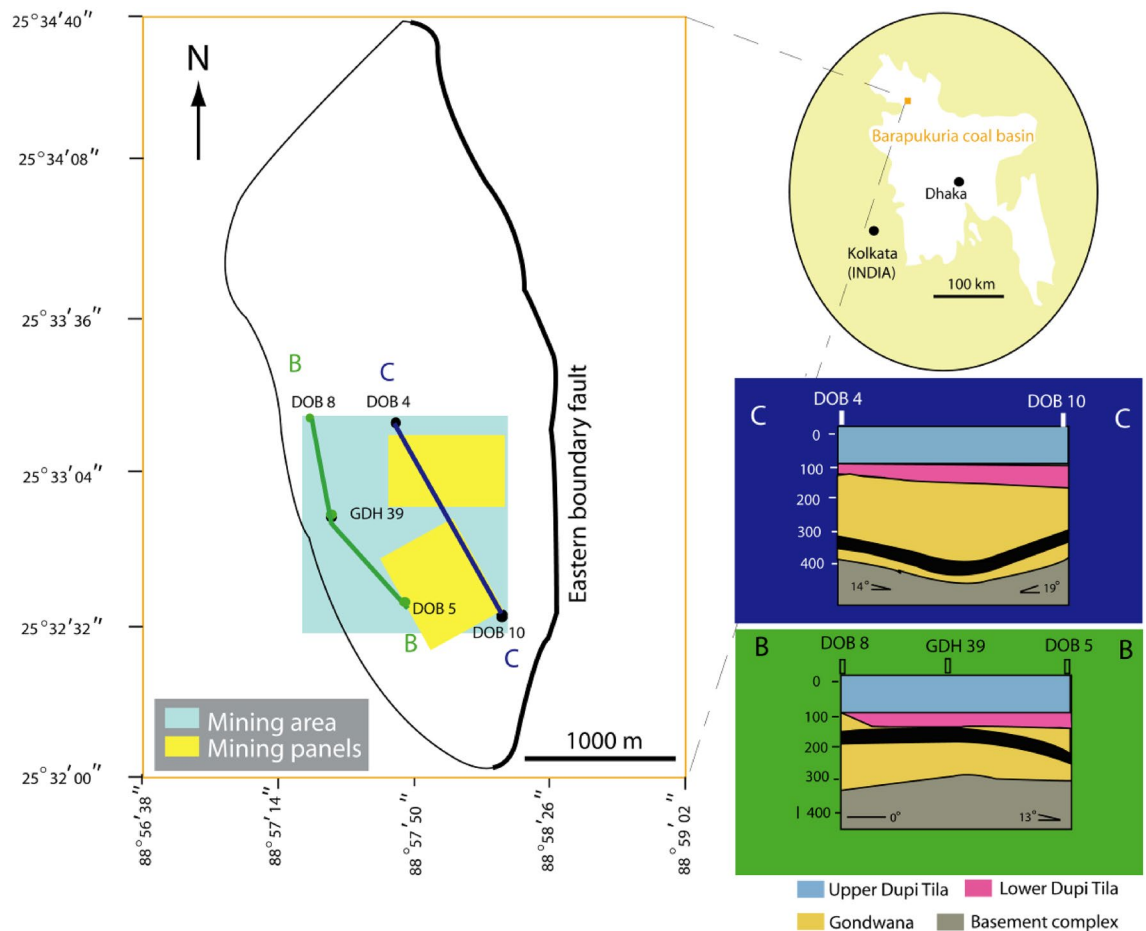 25°34′40″
25°34′08″
25°33′36″
25°33′04″
25°32′32″
25°32′00″
N
B
C
DOB 8
DOB 4
GDH 39
DOB 5
DOB 10
B
C
Eastern boundary fault
Mining area
Mining panels
1000 m
88°56′38″
88°57′14″
88°57′50″
88°58′26″
88°59′02″
Barapukuria coal basin
Dhaka
Kolkata
(INDIA)
100 km
C
DOB 4
DOB 10
C
0
100
200
300
400
14°
19°
B
DOB 8
GDH 39
DOB 5
B
0
100
200
300
400
0°
13°
Upper Dupi Tila
Lower Dupi Tila
Gondwana
Basement complex